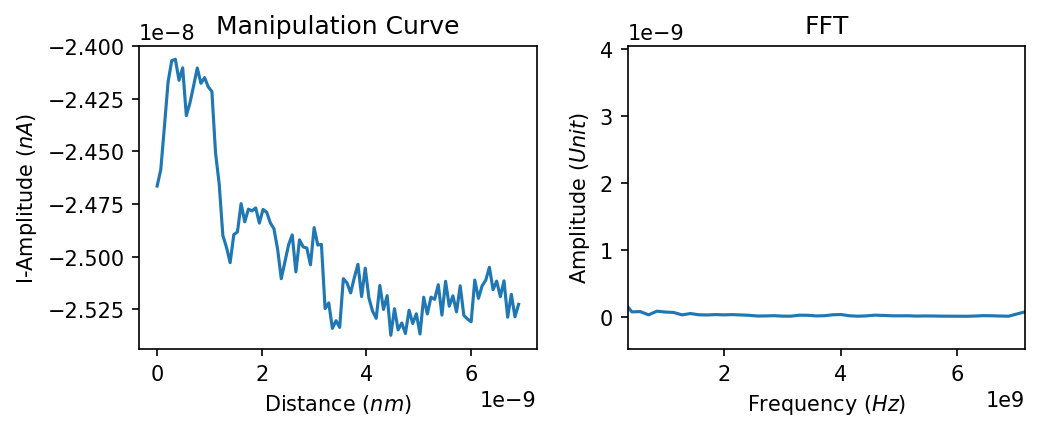 Manipulation Curve
1e−8
−2.400
−2.425
−2.450
−2.475
−2.500
−2.525
I-Amplitude (nA)
0 2 4 6
1e−9
Distance (nm)
FFT
1e−9
4
3
2
1
0
Amplitude (Unit)
2 4 6
1e9
Frequency (Hz)